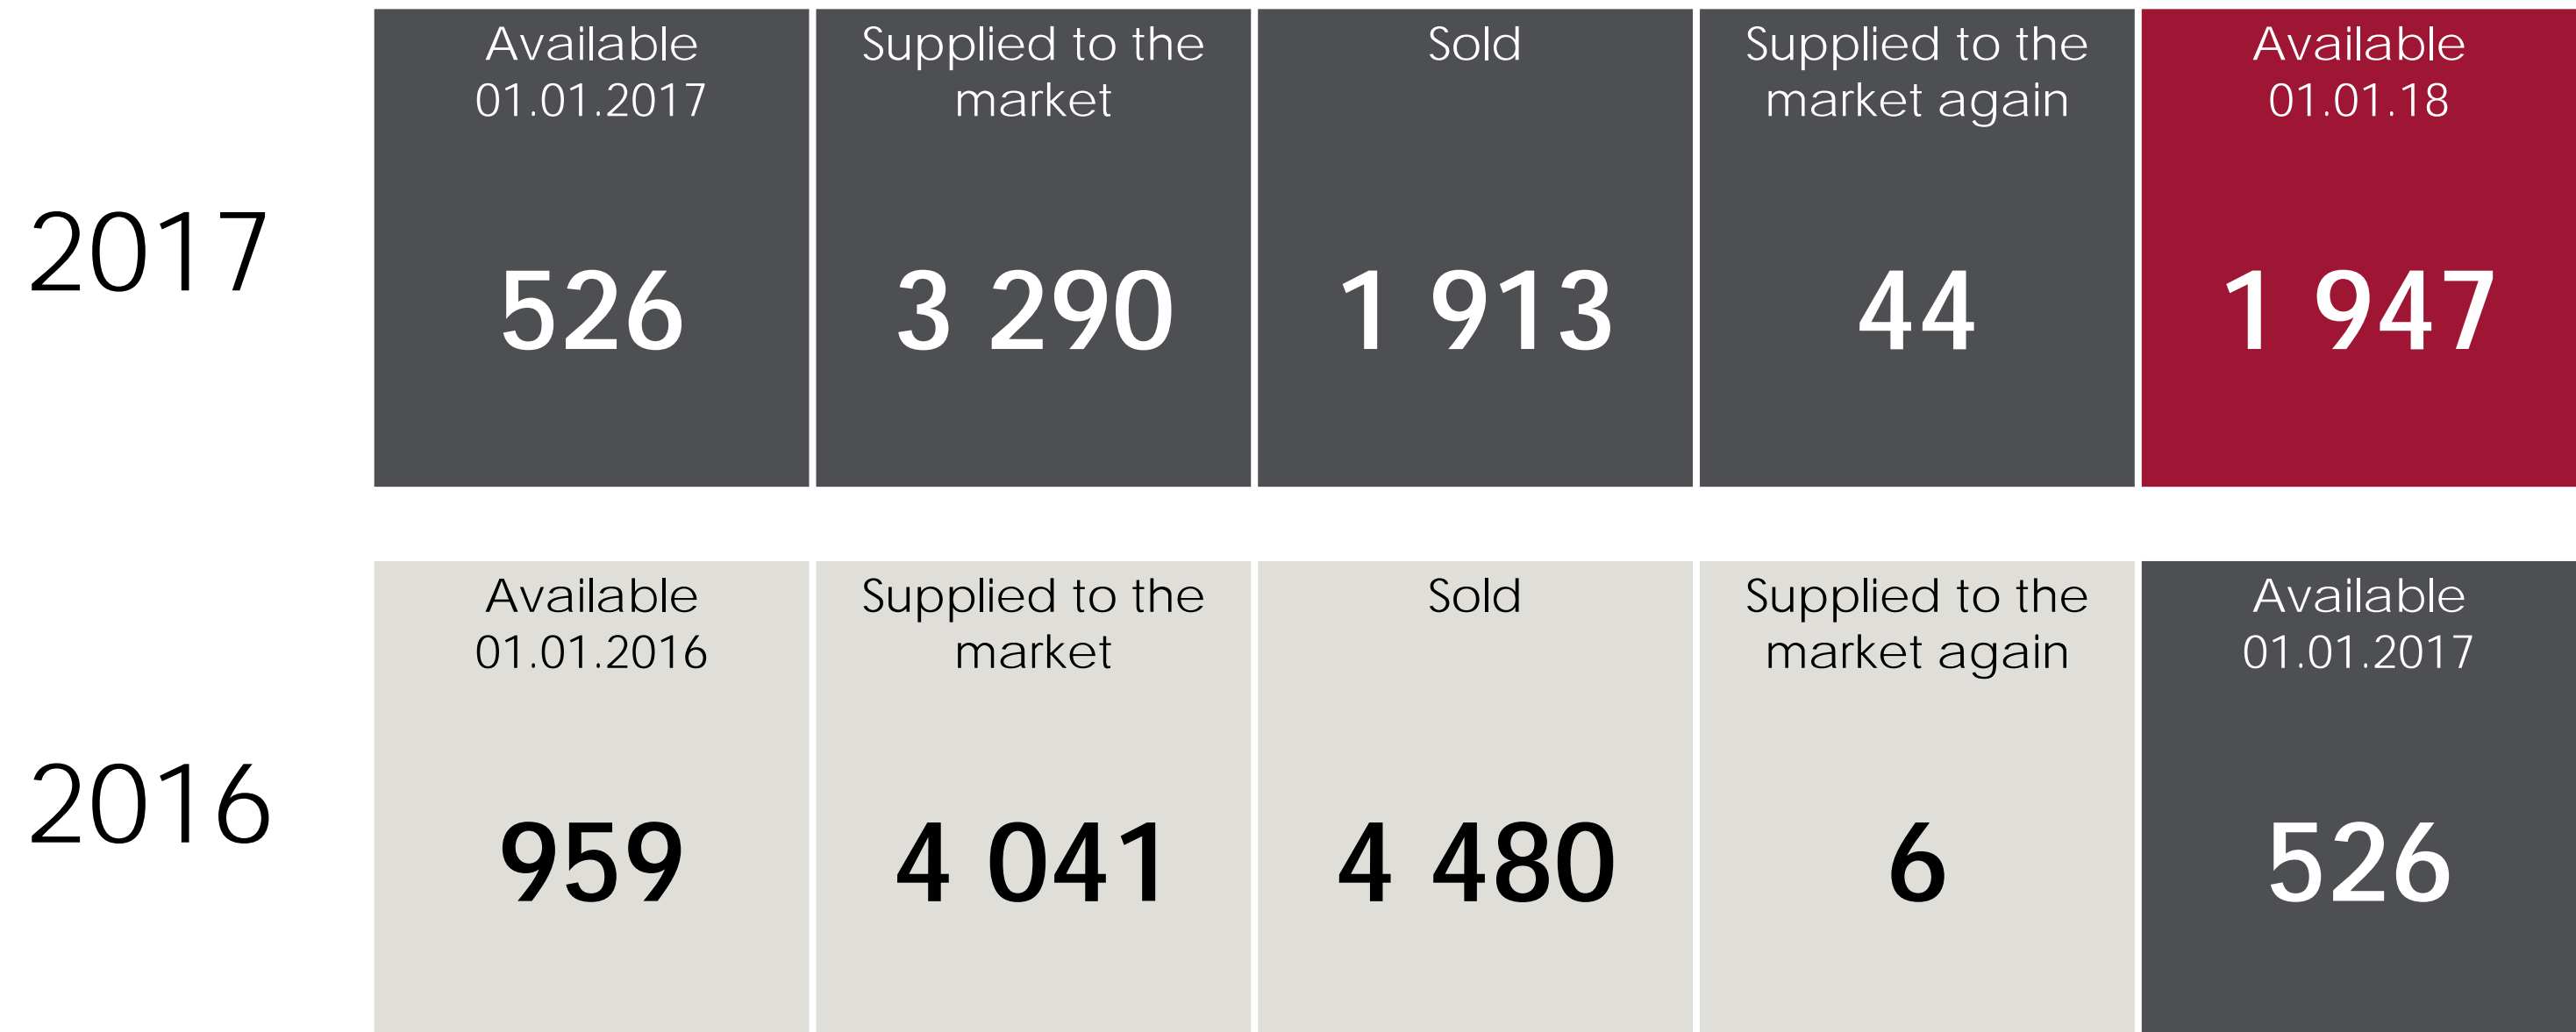 2017
Available
01.01.2017
526
Supplied to the
market
3 290
Sold
1 913
Supplied to the
market again
44
Available
01.01.18
1 947
2016
Available
01.01.2016
959
Supplied to the
market
4 041
Sold
4 480
Supplied to the
market again
6
Available
01.01.2017
526